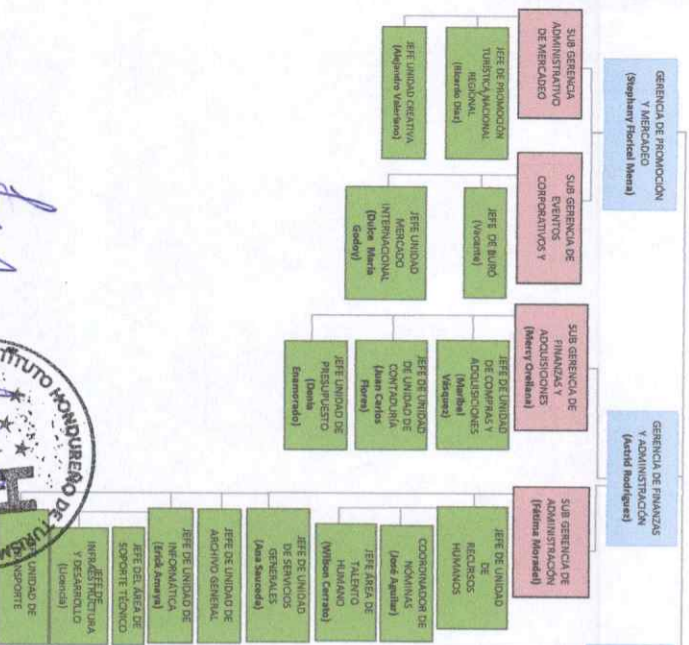 GERENCIA DE PROMOCIÓN
Y MERCADEO
(Stephany Floricel Mena)
SUB GERENCIA
ADMINISTRATIVO
DE MERCADEO
JEFE DE PROMOCIÓN
TURÍSTICA NACIONAL
REGIONAL
(Ricardo Díaz)
JEFE UNIDAD CREATIVA
(Alejandro Valeriano)
SUB GERENCIA DE
EVENTOS
CORPORATIVOS Y
JEFE DE BURÓ
(Vacante)
JEFE UNIDAD
MERCADO
INTERNACIONAL
(Dulce María
Godoy)
GERENCIA DE FINANZAS
Y ADMINISTRACIÓN
(Astrid Rodríguez)
SUB GERENCIA DE
FINANZAS Y
ADQUISICIONES
(Mercy Orellana)
JEFE DE UNIDAD
DE COMPRAS Y
ADQUISICIONES
(Maribel
Vásquez)
JEFE DE UNIDAD
DE UNIDAD DE
CONTADURÍA
(Juan Carlos
Flores)
JEFE UNIDAD DE
PRESUPUESTO
(Denia
Enamorado)
SUB GERENCIA DE
ADMINISTRACIÓN
(Fátima Moradel)
JEFE DE UNIDAD
DE
RECURSOS
HUMANOS
COORDINADOR DE
NÓMINAS
(José Aguilar)
JEFE ÁREA DE
TALENTO
HUMANO
(Wilson Cerrato)
JEFE DE UNIDAD
DE SERVICIOS
GENERALES
(Ana Sauceda)
JEFE DE UNIDAD DE
ARCHIVO GENERAL
JEFE DE UNIDAD DE
INFORMÁTICA
(Erick Amaya)
JEFE DEL ÁREA DE
SOPORTE TÉCNICO
JEFE DE
INFRAESTRUCTURA
Y DESARROLLO
(Licencia)
UNIDAD DE
TITUTO HONDUREÑO DE TURISM